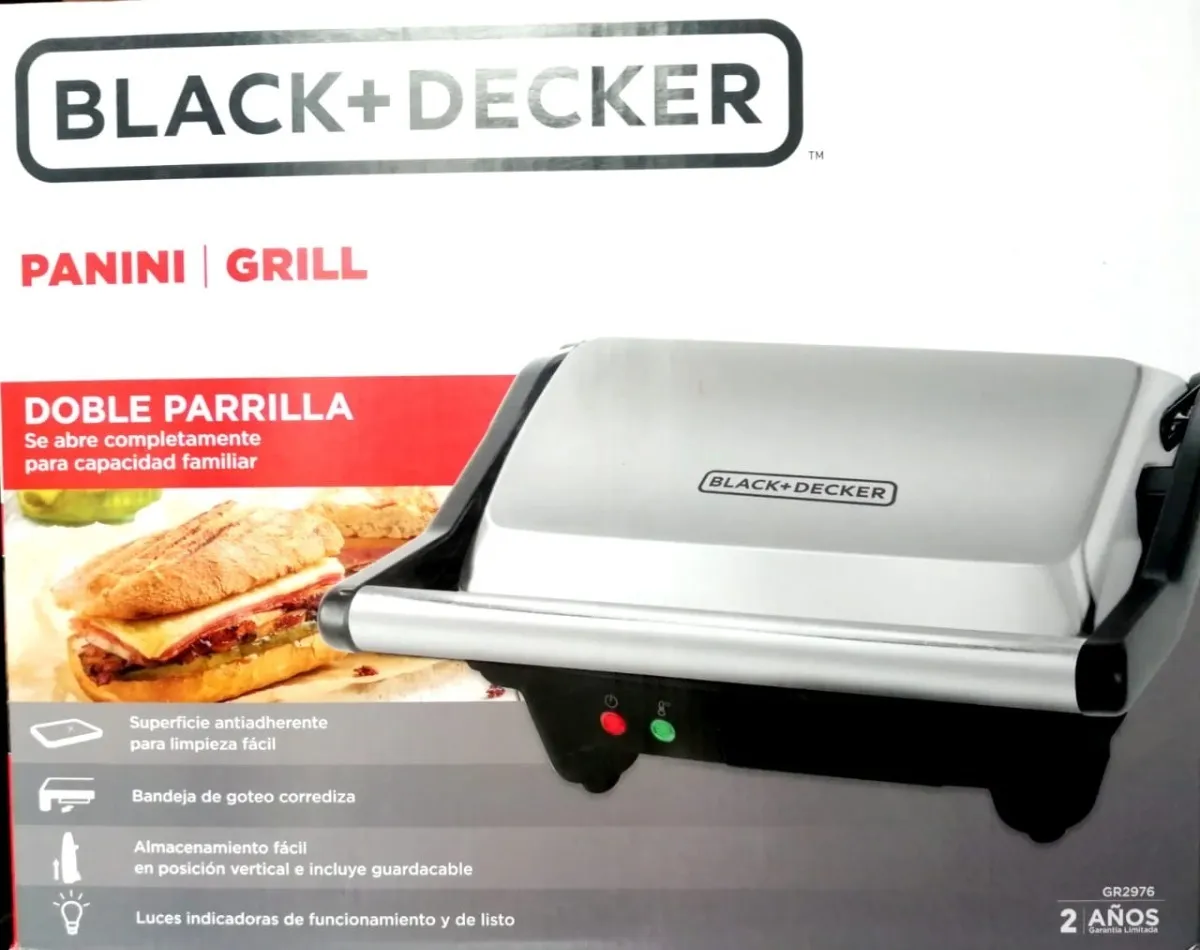 BLACK+DECKER
TM
PANINI | GRILL
DOBLE PARRILLA
Se abre completamente
para capacidad familiar
BLACK+DECKER
Superficie antiadherente
para limpieza fácil
Bandeja de goteo corrediza
Almacenamiento fácil
en posición vertical e incluye guardacable
Luces indicadoras de funcionamiento y de listo
GR2976
2 AÑOS
Garantía Limitada